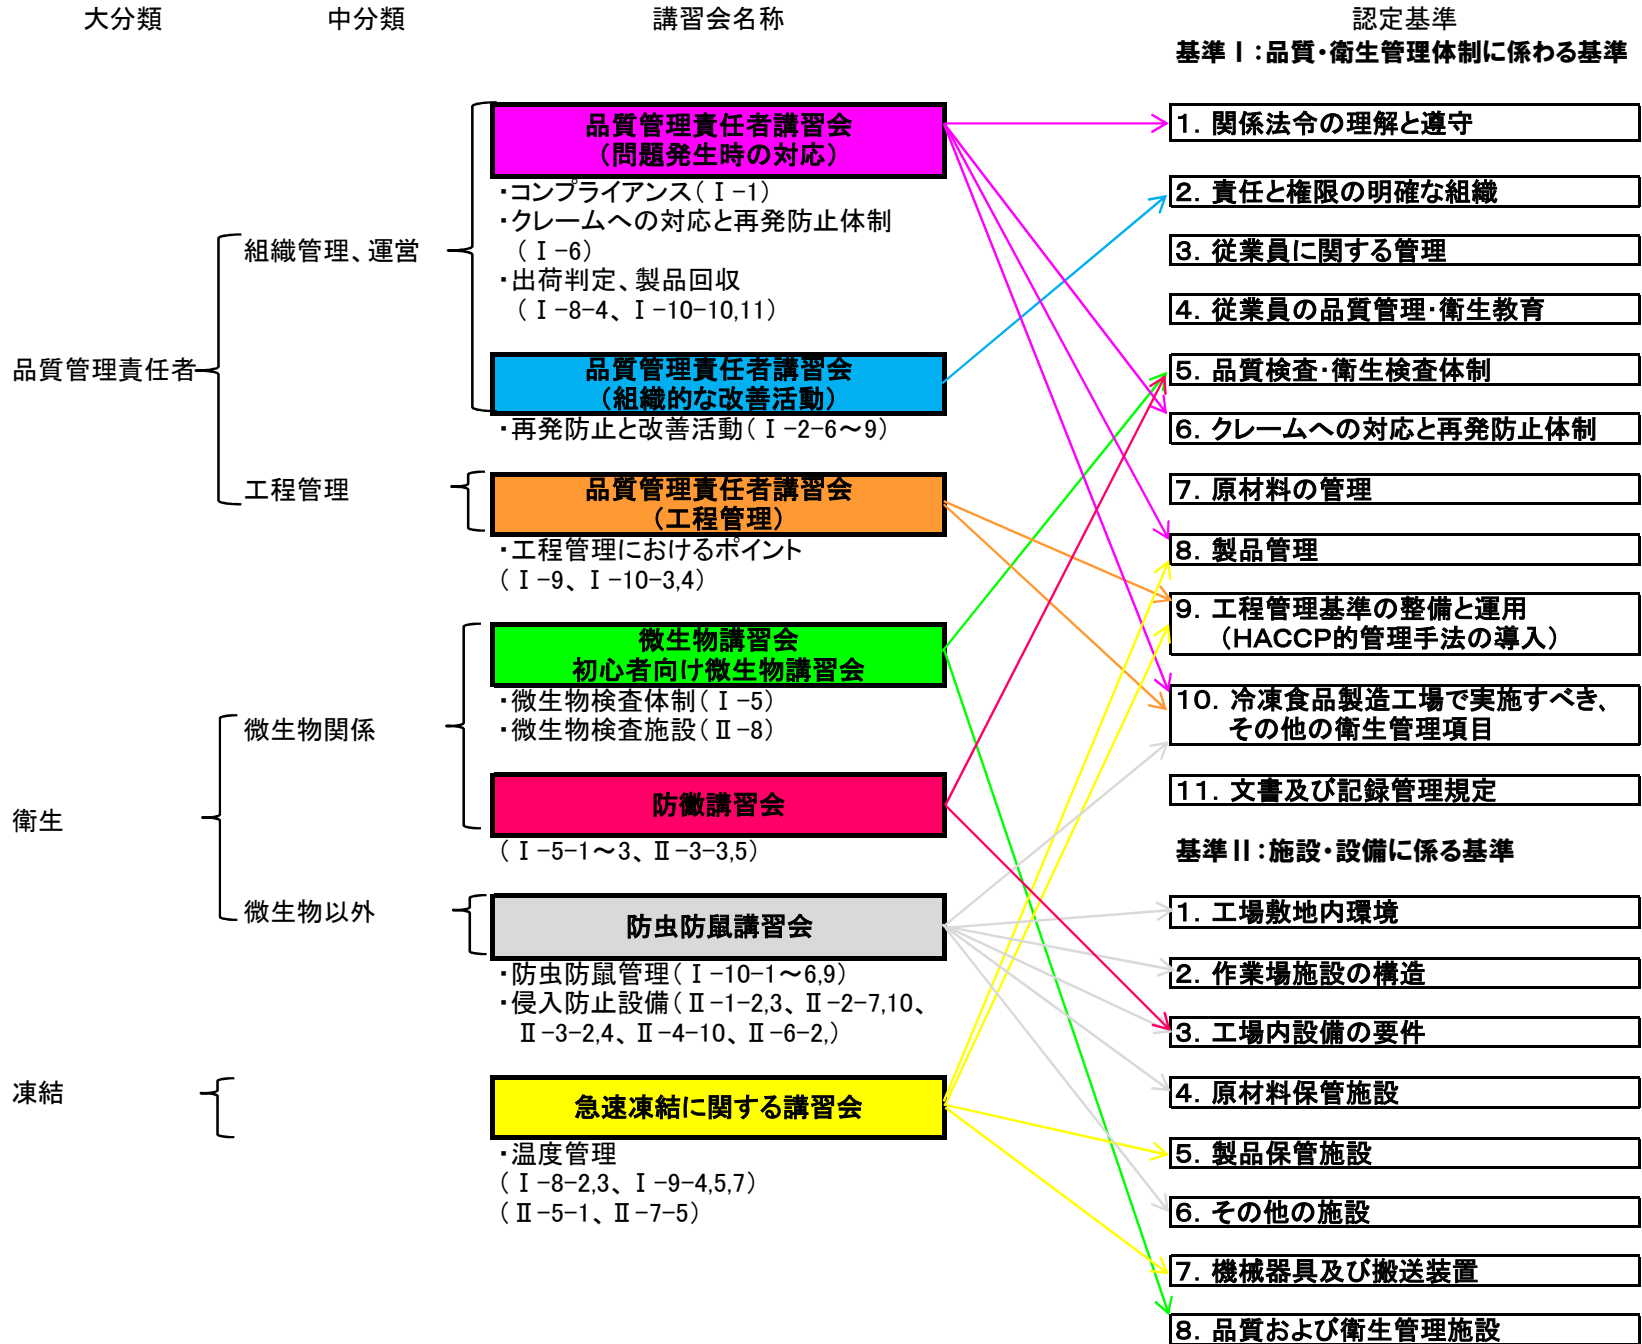 大分類
中分類
講習会名称
認定基準
基準Ⅰ:品質・衛生管理体制に係わる基準
品質管理責任者
組織管理、運営
品質管理責任者講習会
(問題発生時の対応)
・コンプライアンス(Ⅰ-1)
・クレームへの対応と再発防止体制
(Ⅰ-6)
・出荷判定、製品回収
(Ⅰ-8-4、Ⅰ-10-10,11)
品質管理責任者講習会
(組織的な改善活動)
・再発防止と改善活動(Ⅰ-2-6～9)
工程管理
品質管理責任者講習会
(工程管理)
・工程管理におけるポイント
(Ⅰ-9、Ⅰ-10-3,4)
衛生
微生物関係
微生物講習会
初心者向け微生物講習会
・微生物検査体制(Ⅰ-5)
・微生物検査施設(Ⅱ-8)
防黴講習会
(Ⅰ-5-1～3、Ⅱ-3-3,5)
微生物以外
防虫防鼠講習会
・防虫防鼠管理(Ⅰ-10-1～6,9)
・侵入防止設備(Ⅱ-1-2,3、Ⅱ-2-7,10、
Ⅱ-3-2,4、Ⅱ-4-10、Ⅱ-6-2,)
凍結
急速凍結に関する講習会
・温度管理
(Ⅰ-8-2,3、Ⅰ-9-4,5,7)
(Ⅱ-5-1、Ⅱ-7-5)
1. 関係法令の理解と遵守
2. 責任と権限の明確な組織
3. 従業員に関する管理
4. 従業員の品質管理・衛生教育
5. 品質検査・衛生検査体制
6. クレームへの対応と再発防止体制
7. 原材料の管理
8. 製品管理
9. 工程管理基準の整備と運用
(HACCP的管理手法の導入)
10. 冷凍食品製造工場で実施すべき、
その他の衛生管理項目
11. 文書及び記録管理規定
基準Ⅱ:施設・設備に係る基準
1. 工場敷地内環境
2. 作業場施設の構造
3. 工場内設備の要件
4. 原材料保管施設
5. 製品保管施設
6. その他の施設
7. 機械器具及び搬送装置
8. 品質および衛生管理施設